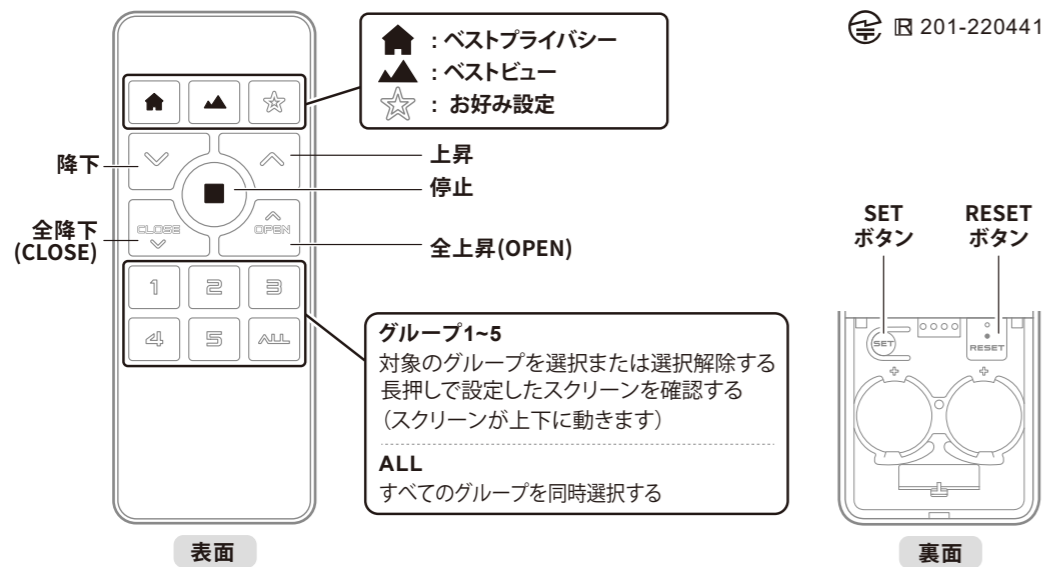 : ベストプライバシー
: ベストビュー
: お好み設定
R 201-220441
降下
上昇
停止
全降下
(CLOSE)
全上昇(OPEN)
CLOSE
OPEN
1 2 3
4 5 ALL
グループ1~5
対象のグループを選択または選択解除する
長押しで設定したスクリーンを確認する
（スクリーンが上下に動きます）
ALL
すべてのグループを同時選択する
表面
SET
ボタン
RESET
ボタン
SET
RESET
+ +
裏面